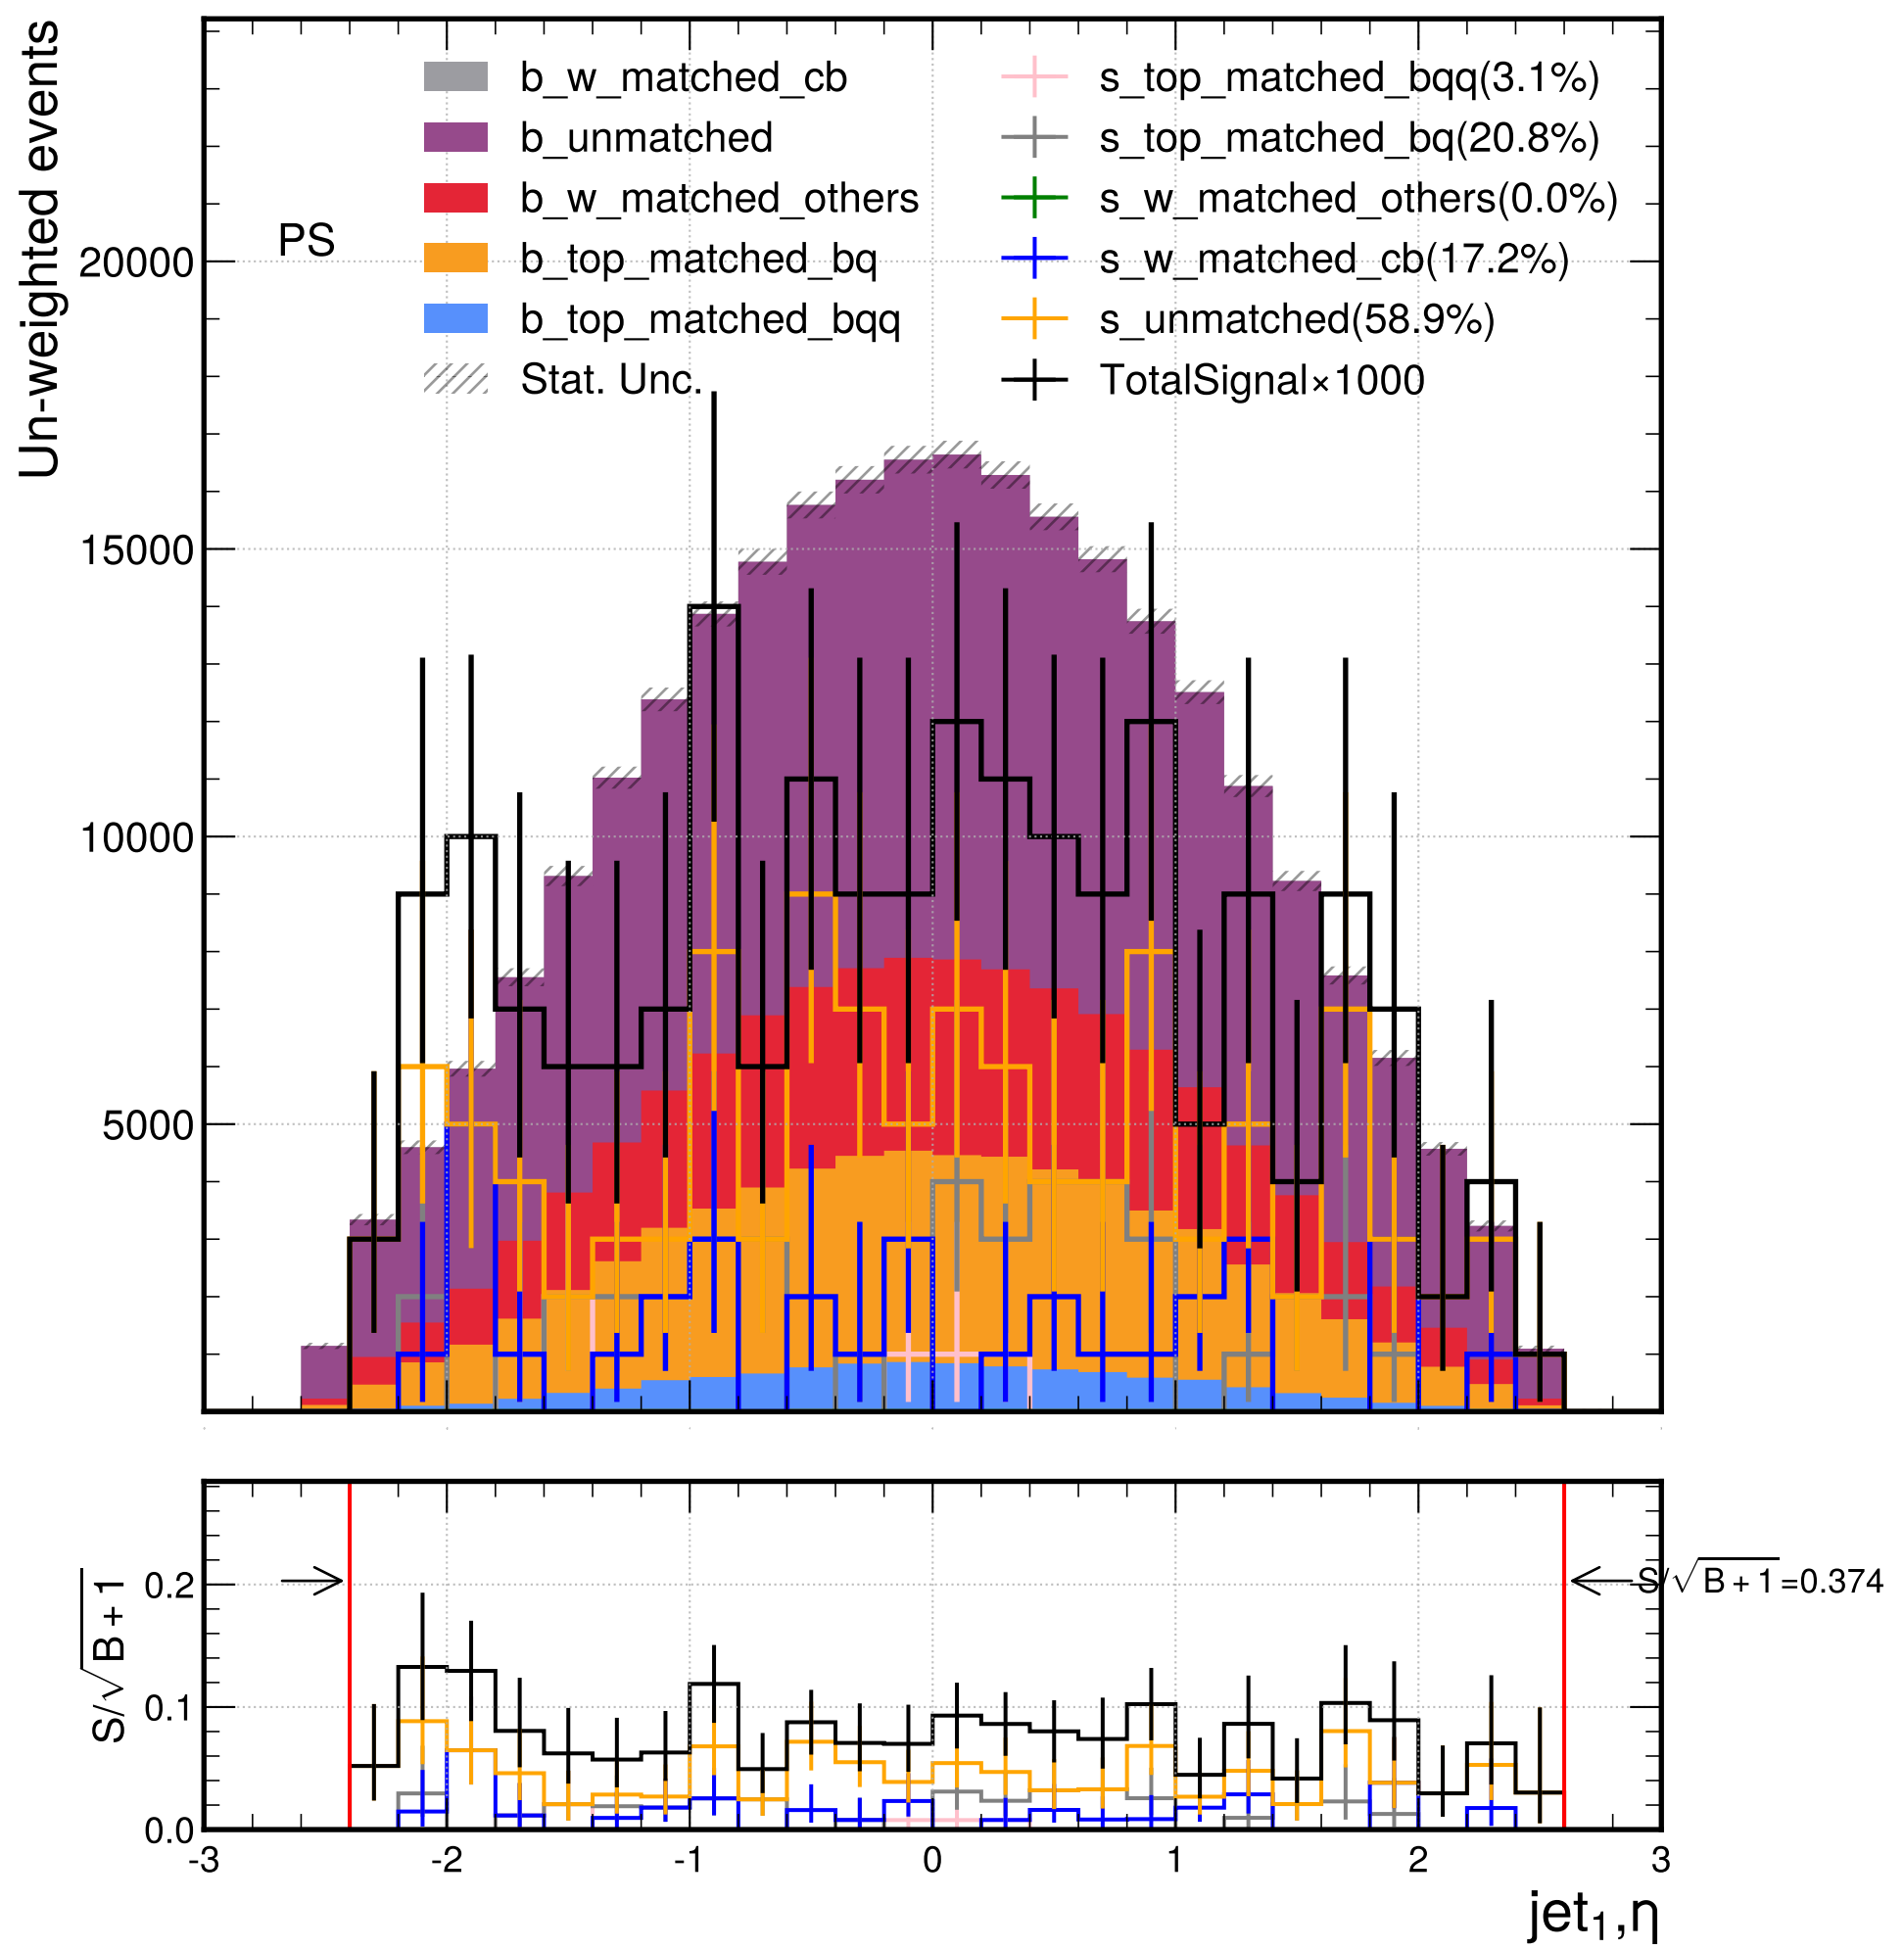 Un-weighted events
b_w_matched_cb
b_unmatched
b_w_matched_others
b_top_matched_bq
b_top_matched_bqq
Stat. Unc.
s_top_matched_bqq(3.1%)
s_top_matched_bq(20.8%)
s_w_matched_others(0.0%)
s_w_matched_cb(17.2%)
s_unmatched(58.9%)
TotalSignal×1000
PS
20000
15000
10000
5000
S/√B+1
0.2
0.1
0.0
S/√B+1=0.374
-3 -2 -1 0 1 2 3
jet₁,η